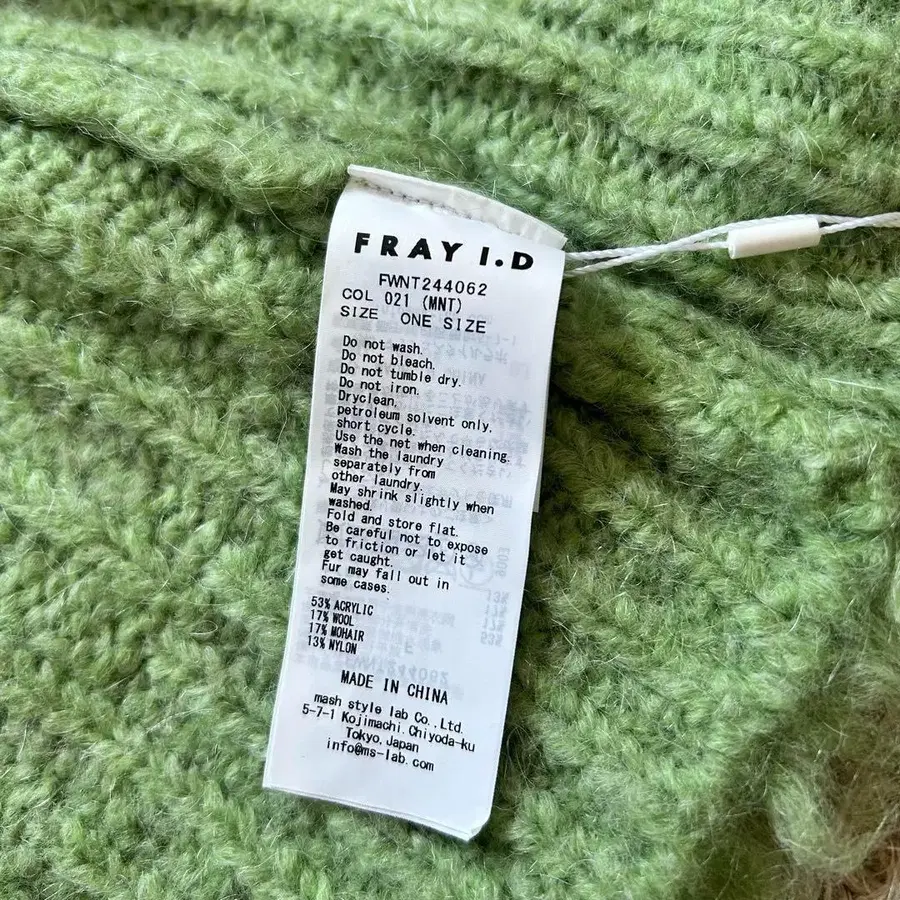 FRAY I.D
FWNT244062
COL 021 (MNT)
SIZE ONE SIZE
Do not wash.
Do not bleach.
Do not tumble dry.
Do not iron.
Dryclean,
petroleum solvent only,
short cycle.
Use the net when cleaning.
Wash the laundry
separately from
other laundry.
May shrink slightly when
washed.
Fold and store flat.
Be careful not to expose
to friction or let it
get caught.
Fur may fall out in
some cases.
53% ACRYLIC
17% WOOL
17% MOHAIR
13% NYLON
MADE IN CHINA
mash style lab Co.,Ltd.
5-7-1 Kojimachi.Chiyoda-ku
Tokyo,Japan
info@ms-lab.com